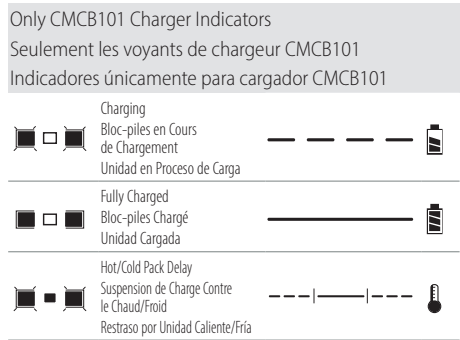 Only CMCB101 Charger Indicators
Seulement les voyants de chargeur CMCB101
Indicadores únicamente para cargador CMCB101
Charging
Bloc-piles en Cours
de Chargement
Unidad en Proceso de Carga
Fully Charged
Bloc-piles Chargé
Unidad Cargada
Hot/Cold Pack Delay
Suspension de Charge Contre
le Chaud/Froid
Restraso por Unidad Caliente/Fría